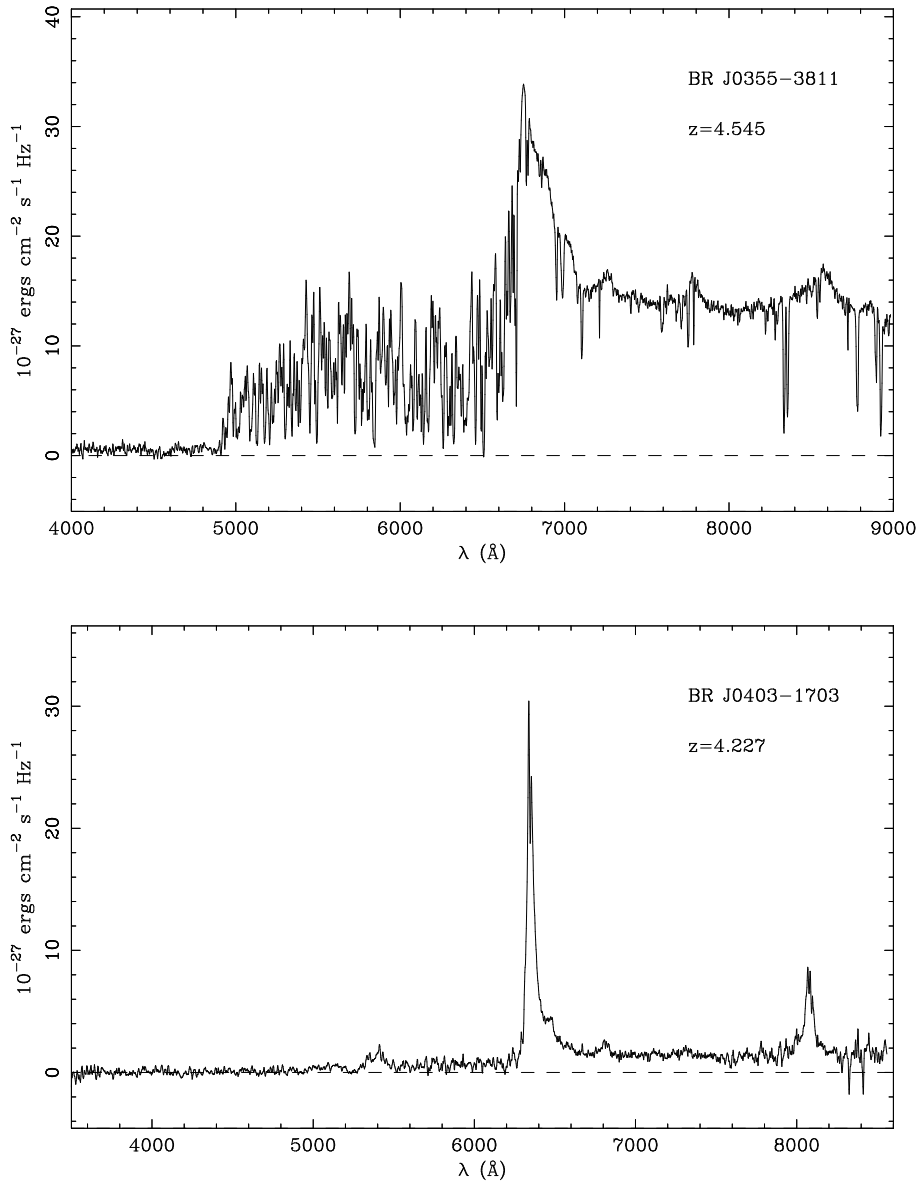 40
30
20
10
0
10⁻²⁷ ergs cm⁻² s⁻¹ Hz⁻¹
BR J0355−3811
z=4.545
4000 5000 6000 7000 8000 9000
λ (Å)
30
20
10
0
10⁻²⁷ ergs cm⁻² s⁻¹ Hz⁻¹
BR J0403−1703
z=4.227
4000 5000 6000 7000 8000
λ (Å)